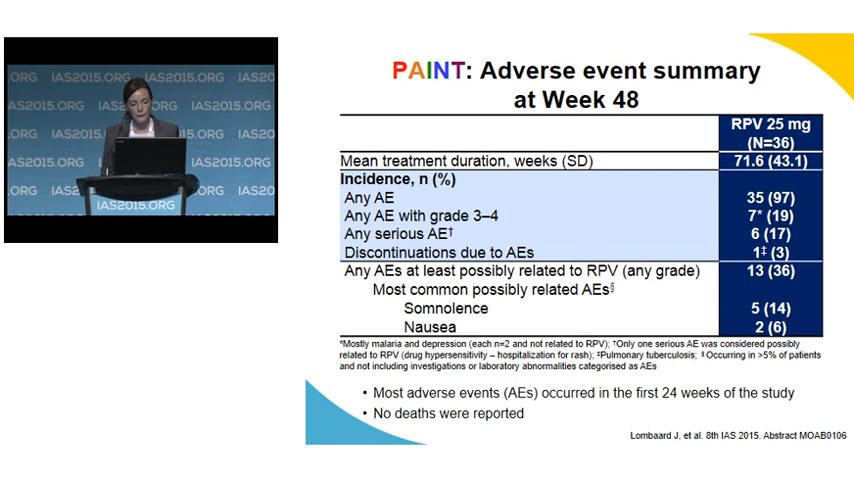 PAINT: Adverse event summary
at Week 48
RPV 25 mg
(N=36)
Mean treatment duration, weeks (SD) 71.6 (43.1)
Incidence, n (%)
Any AE 35 (97)
Any AE with grade 3–4 7* (19)
Any serious AE† 6 (17)
Discontinuations due to AEs 1‡ (3)
Any AEs at least possibly related to RPV (any grade) 13 (36)
Most common possibly related AEs§
Somnolence 5 (14)
Nausea 2 (6)
*Mostly malaria and depression (each n=2 and not related to RPV); †Only one serious AE was considered possibly
related to RPV (drug hypersensitivity – hospitalization for rash); ‡Pulmonary tuberculosis; § Occurring in >5% of patients
and not including investigations or laboratory abnormalities categorised as AEs
• Most adverse events (AEs) occurred in the first 24 weeks of the study
• No deaths were reported
Lombaard J, et al. 8th IAS 2015. Abstract MOAB0106
IAS2015.ORG